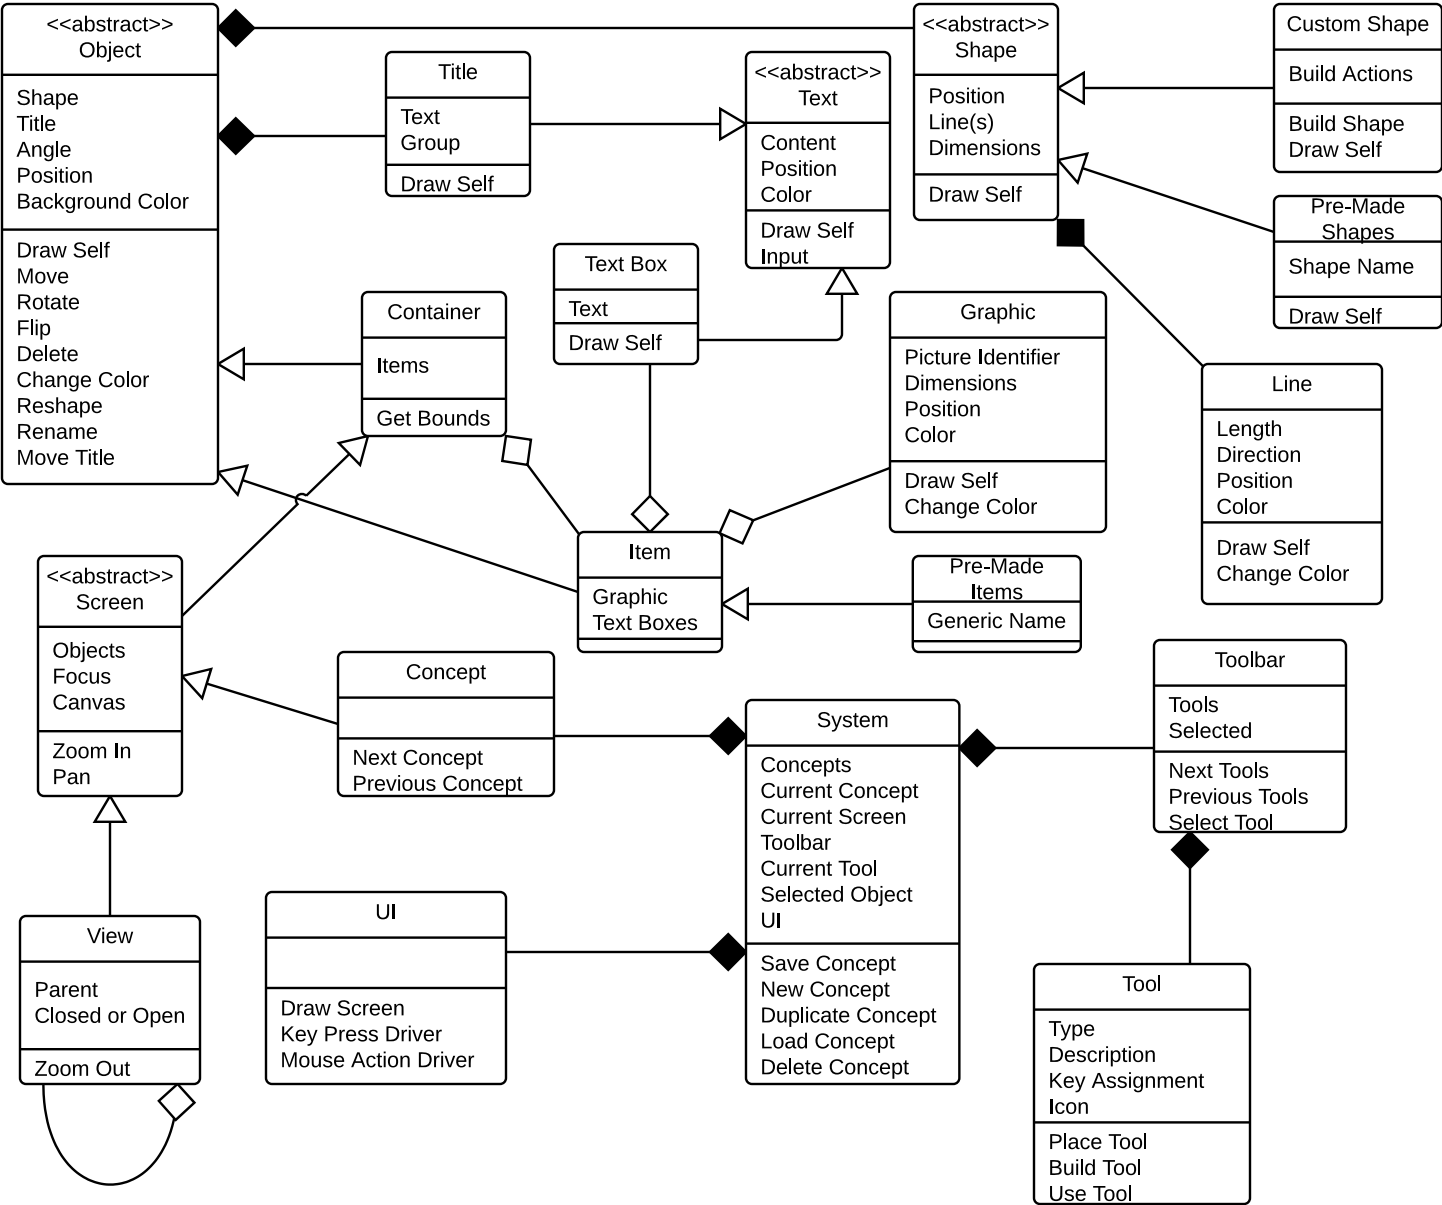 <<abstract>>
Object
Shape
Title
Angle
Position
Background Color
Draw Self
Move
Rotate
Flip
Delete
Change Color
Reshape
Rename
Move Title
Title
Text
Group
Draw Self
<<abstract>>
Text
Content
Position
Color
Draw Self
Input
<<abstract>>
Shape
Position
Line(s)
Dimensions
Draw Self
Custom Shape
Build Actions
Build Shape
Draw Self
Pre-Made
Shapes
Shape Name
Draw Self
Text Box
Text
Draw Self
Container
Items
Get Bounds
Graphic
Picture Identifier
Dimensions
Position
Color
Draw Self
Change Color
Line
Length
Direction
Position
Color
Draw Self
Change Color
Item
Graphic
Text Boxes
Pre-Made
Items
Generic Name
<<abstract>>
Screen
Objects
Focus
Canvas
Zoom In
Pan
Concept
Next Concept
Previous Concept
System
Concepts
Current Concept
Current Screen
Toolbar
Current Tool
Selected Object
UI
Save Concept
New Concept
Duplicate Concept
Load Concept
Delete Concept
Toolbar
Tools
Selected
Next Tools
Previous Tools
Select Tool
UI
Draw Screen
Key Press Driver
Mouse Action Driver
View
Parent
Closed or Open
Zoom Out
Tool
Type
Description
Key Assignment
Icon
Place Tool
Build Tool
Use Tool